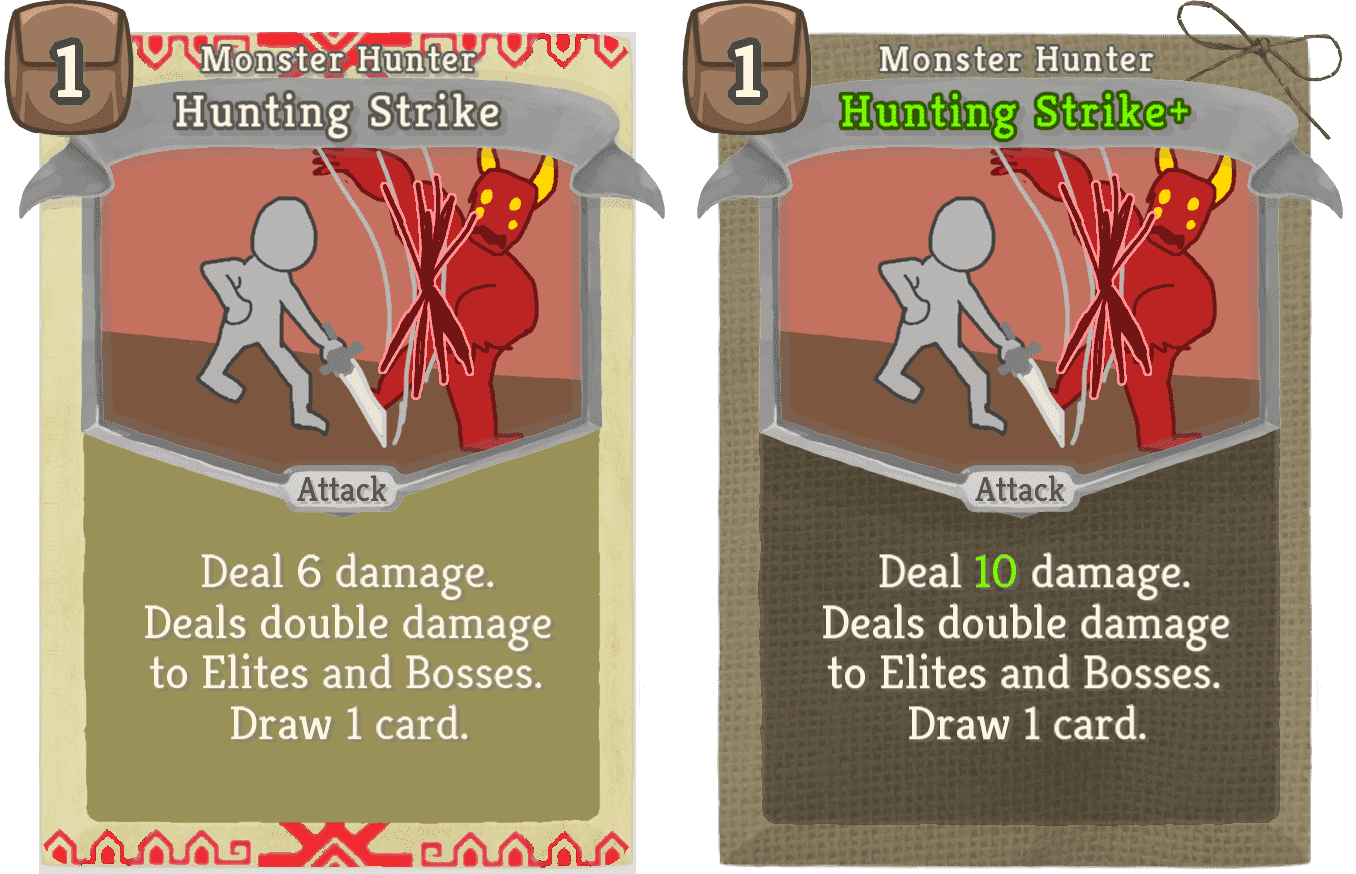 1
Monster Hunter
Hunting Strike
Attack
Deal 6 damage.
Deals double damage
to Elites and Bosses.
Draw 1 card.
1
Monster Hunter
Hunting Strike+
Attack
Deal 10 damage.
Deals double damage
to Elites and Bosses.
Draw 1 card.